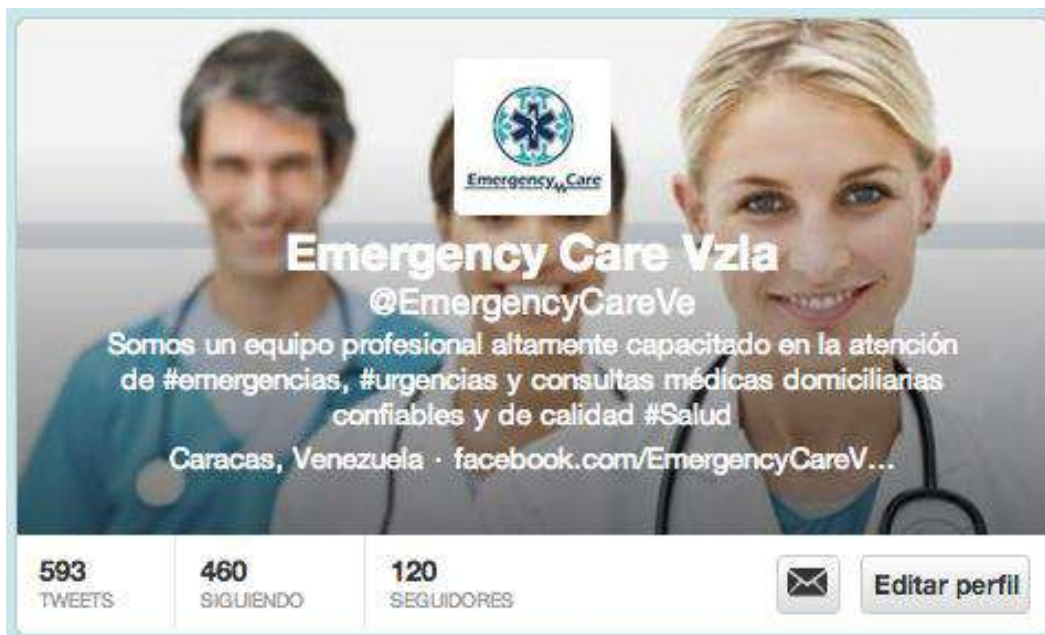 Emergency Care
Emergency Care Vzla
@EmergencyCareVe
Somos un equipo profesional altamente capacitado en la atención
de #emergencias, #urgencias y consultas médicas domiciliarias
confiables y de calidad #Salud
Caracas, Venezuela · facebook.com/EmergencyCareV...
593
TWEETS
460
SIGUIENDO
120
SEGUIDORES
Editar perfil